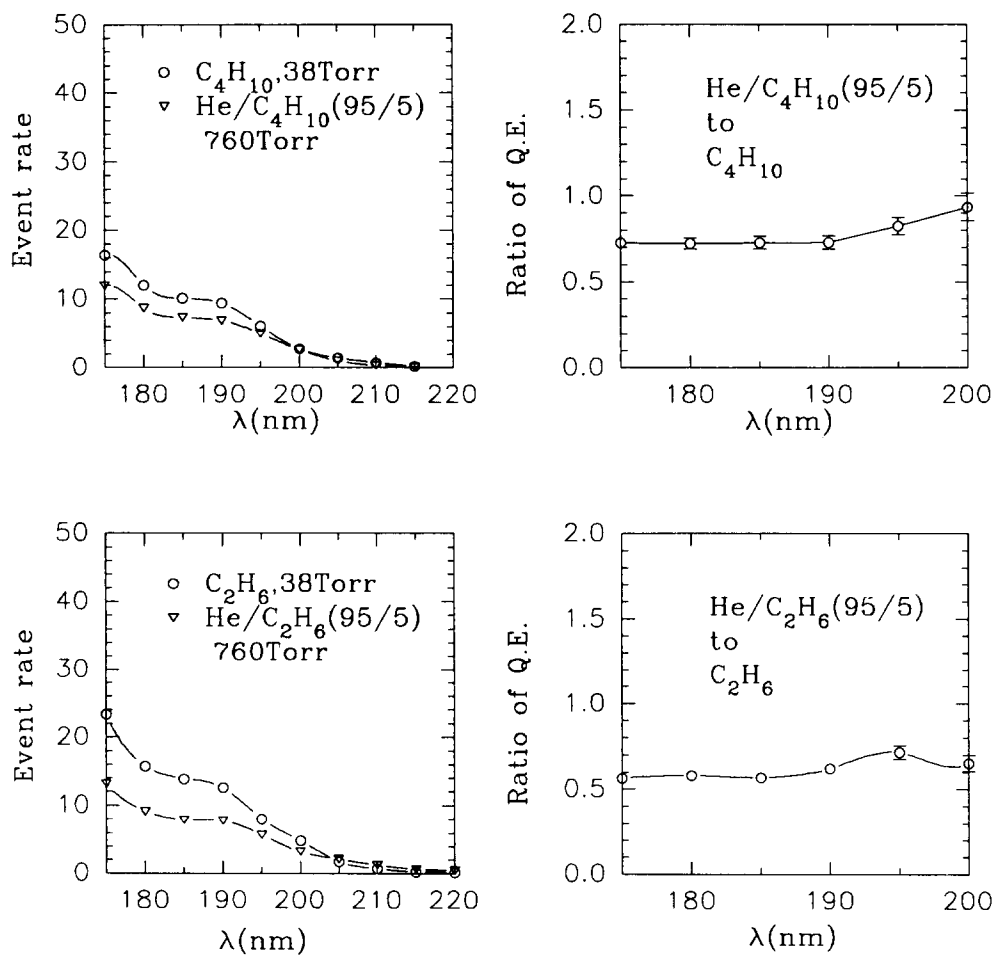 50
40
30
20
10
0
Event rate
C₄H₁₀,38Torr
He/C₄H₁₀(95/5)
760Torr
180 190 200 210 220
λ(nm)
2.0
1.5
1.0
0.5
0.0
Ratio of Q.E.
He/C₄H₁₀(95/5)
to
C₄H₁₀
180 190 200
λ(nm)
50
40
30
20
10
0
Event rate
C₂H₆,38Torr
He/C₂H₆(95/5)
760Torr
180 190 200 210 220
λ(nm)
2.0
1.5
1.0
0.5
0.0
Ratio of Q.E.
He/C₂H₆(95/5)
to
C₂H₆
180 190 200
λ(nm)